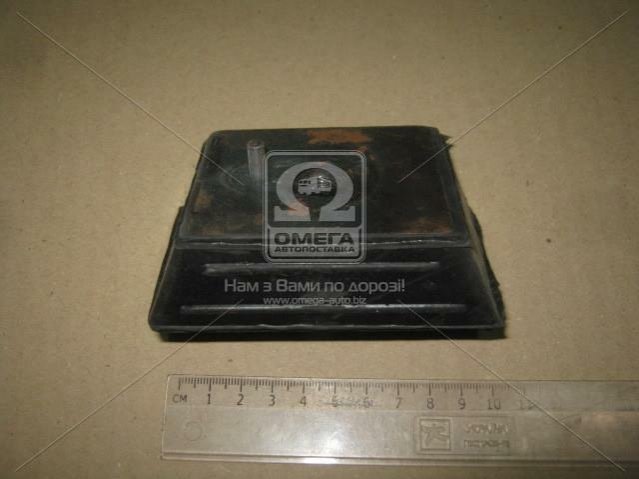 ОМЕГА
АВТОПОСТАВКА
Нам з Вами по дорозі!
www.omega-auto.biz
СМ 1 2 3 4 5 6 7 8 9 10 11